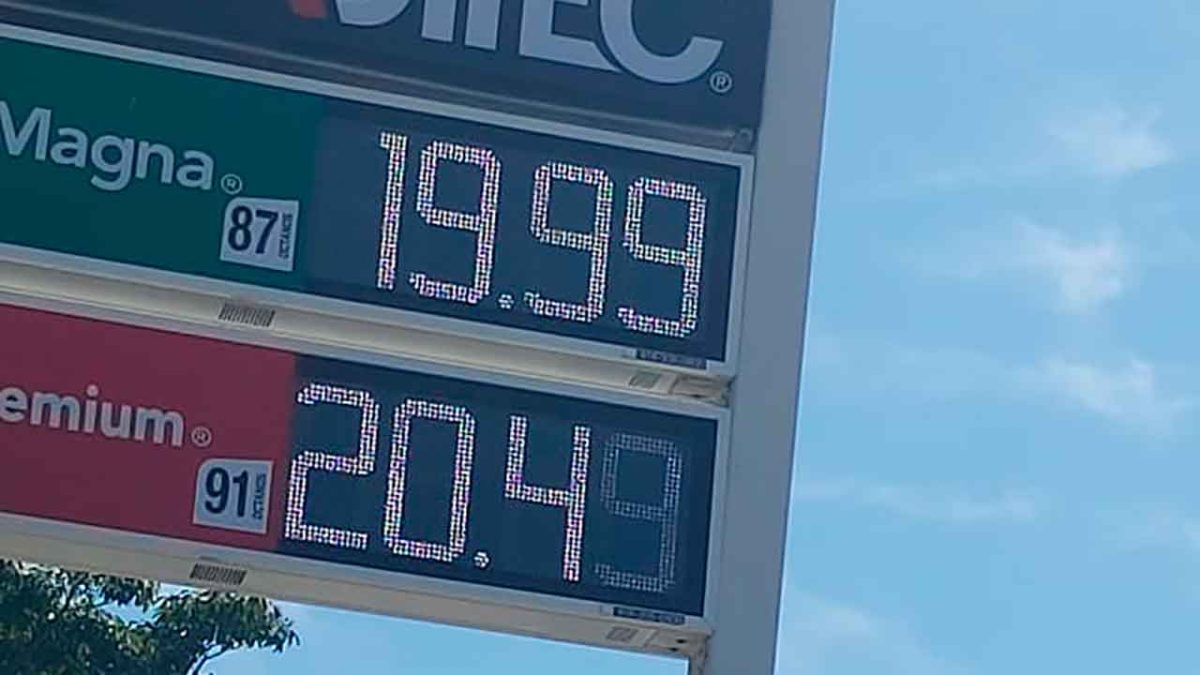 Magna® 19.99
87 OCTANOS
emium® 20.49
91 OCTANOS